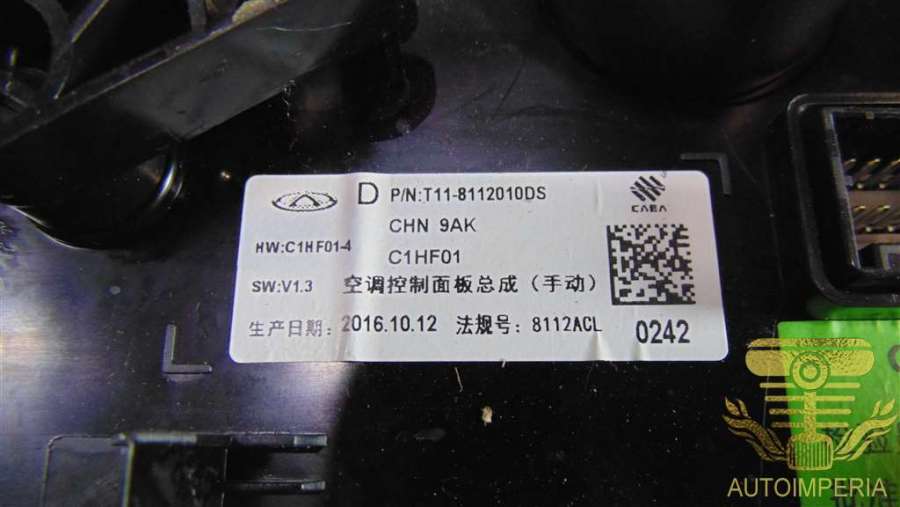 D P/N:T11-8112010DS
CAEA
CHN 9AK
HW:C1HF01-4 C1HF01
SW:V1.3 空调控制面板总成（手动）
生产日期: 2016.10.12 法规号: 8112ACL 0242
AUTOIMPERIA